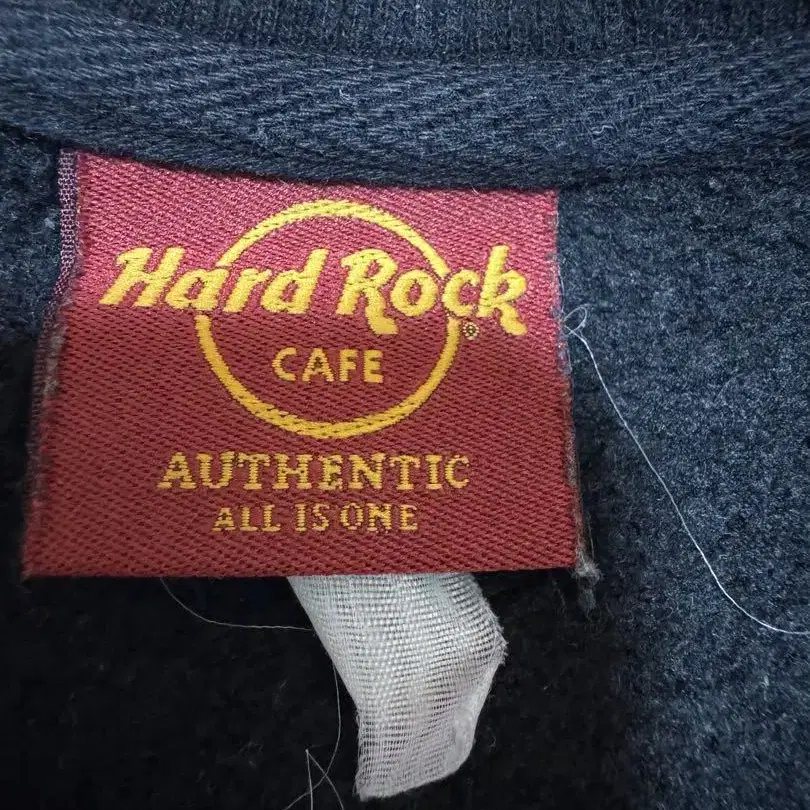 Hard Rock®
CAFE
AUTHENTIC
ALL IS ONE